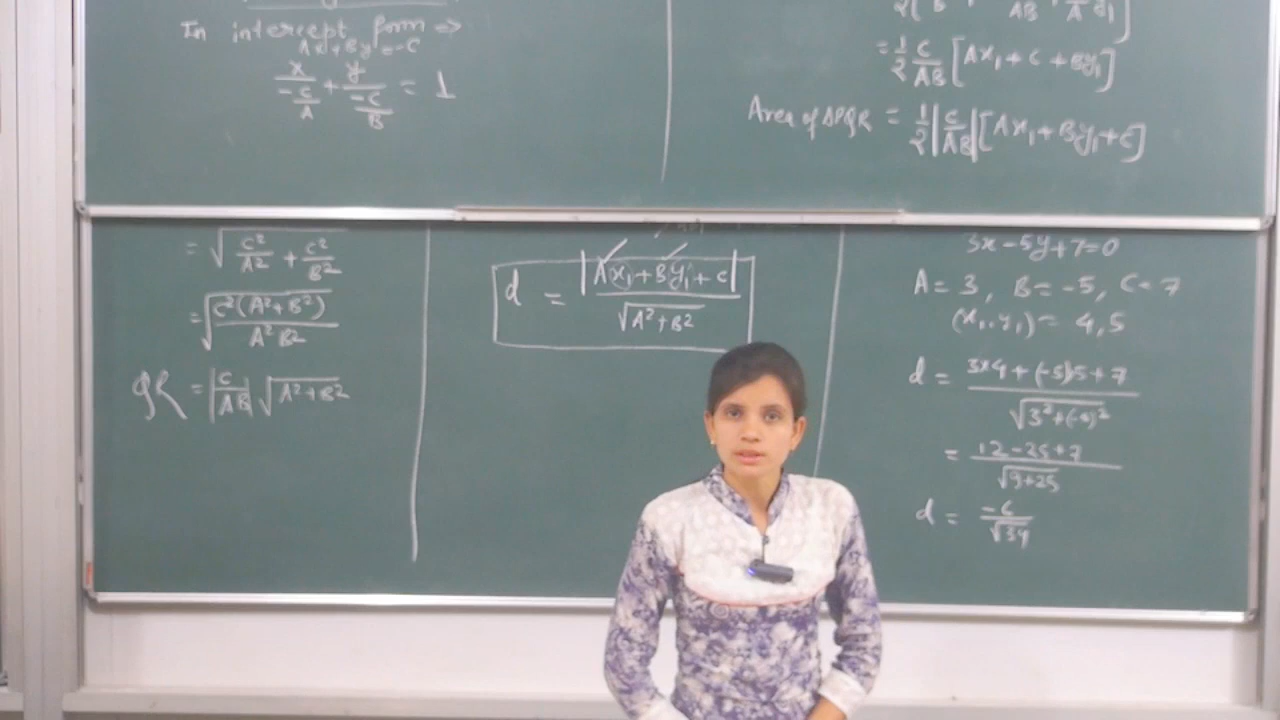 In intercept form ⇒
Ax+By=-C
x/(-C/A) + y/(-C/B) = 1
= 1/2 C/AB [Ax₁ + C + By₁]
Area of ΔPQR = 1/2 |C/AB| [Ax₁ + By₁ + C]
= √(C²/A² + C²/B²)
= √(C²(A²+B²)/A²B²)
QR = |C/AB| √(A²+B²)
d = |Ax₁ + By₁ + C| / √(A²+B²)
3x - 5y + 7 = 0
A = 3, B = -5, C = 7
(x₁, y₁) = 4, 5
d = (3×4 + (-5)5 + 7) / √(3²+(-5)²)
= (12 - 25 + 7) / √(9+25)
d = -6/√34